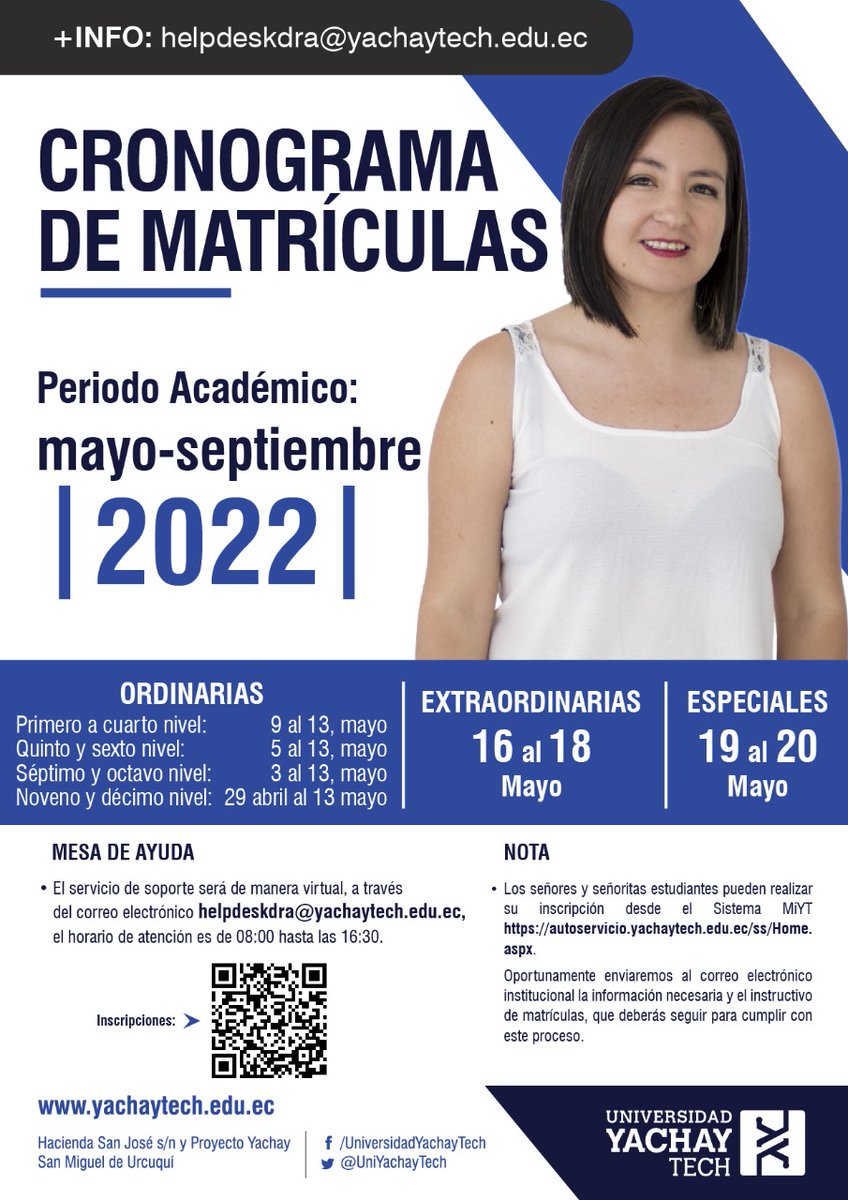 +INFO: helpdeskdra@yachaytech.edu.ec
CRONOGRAMA
DE MATRÍCULAS
Periodo Académico:
mayo-septiembre
|2022|
ORDINARIAS
Primero a cuarto nivel: 9 al 13, mayo
Quinto y sexto nivel: 5 al 13, mayo
Séptimo y octavo nivel: 3 al 13, mayo
Noveno y décimo nivel: 29 abril al 13 mayo
EXTRAORDINARIAS
16 al 18
Mayo
ESPECIALES
19 al 20
Mayo
MESA DE AYUDA
• El servicio de soporte será de manera virtual, a través
del correo electrónico helpdeskdra@yachaytech.edu.ec,
el horario de atención es de 08:00 hasta las 16:30.
Inscripciones:
NOTA
• Los señores y señoritas estudiantes pueden realizar
su inscripción desde el Sistema MiYT
https://autoservicio.yachaytech.edu.ec/ss/Home.
aspx.
Oportunamente enviaremos al correo electrónico
institucional la información necesaria y el instructivo
de matrículas, que deberás seguir para cumplir con
este proceso.
www.yachaytech.edu.ec
Hacienda San José s/n y Proyecto Yachay
San Miguel de Urcuquí
/UniversidadYachayTech
@UniYachayTech
UNIVERSIDAD
YACHAY
TECH